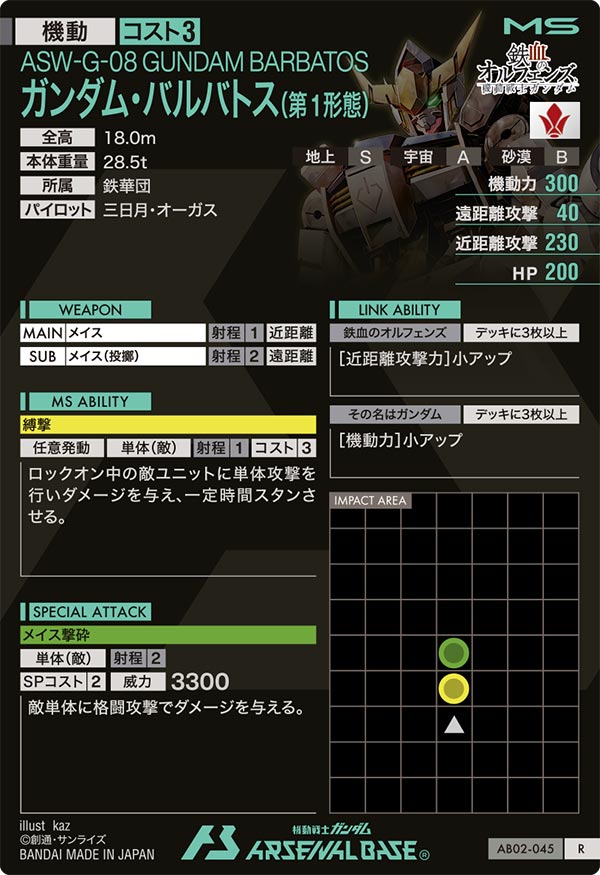 機動 コスト3
MS
ASW-G-08 GUNDAM BARBATOS
ガンダム・バルバトス(第1形態)
鉄血のオルフェンズ
機動戦士ガンダム
全高 18.0m
本体重量 28.5t
所属 鉄華団
パイロット 三日月・オーガス
地上 S 宇宙 A 砂漠 B
機動力 300
遠距離攻撃 40
近距離攻撃 230
HP 200
WEAPON
MAIN メイス 射程 1 近距離
SUB メイス(投擲) 射程 2 遠距離
MS ABILITY
縛撃
任意発動 単体(敵) 射程 1 コスト 3
ロックオン中の敵ユニットに単体攻撃を
行いダメージを与え、一定時間スタンさ
せる。
SPECIAL ATTACK
メイス撃砕
単体(敵) 射程 2
SPコスト 2 威力 3300
敵単体に格闘攻撃でダメージを与える。
LINK ABILITY
鉄血のオルフェンズ デッキに3枚以上
[近距離攻撃力]小アップ
その名はガンダム デッキに3枚以上
[機動力]小アップ
IMPACT AREA
illust kaz
©創通・サンライズ
BANDAI MADE IN JAPAN
機動戦士ガンダム
AB ARSENAL BASE®
AB02-045 R